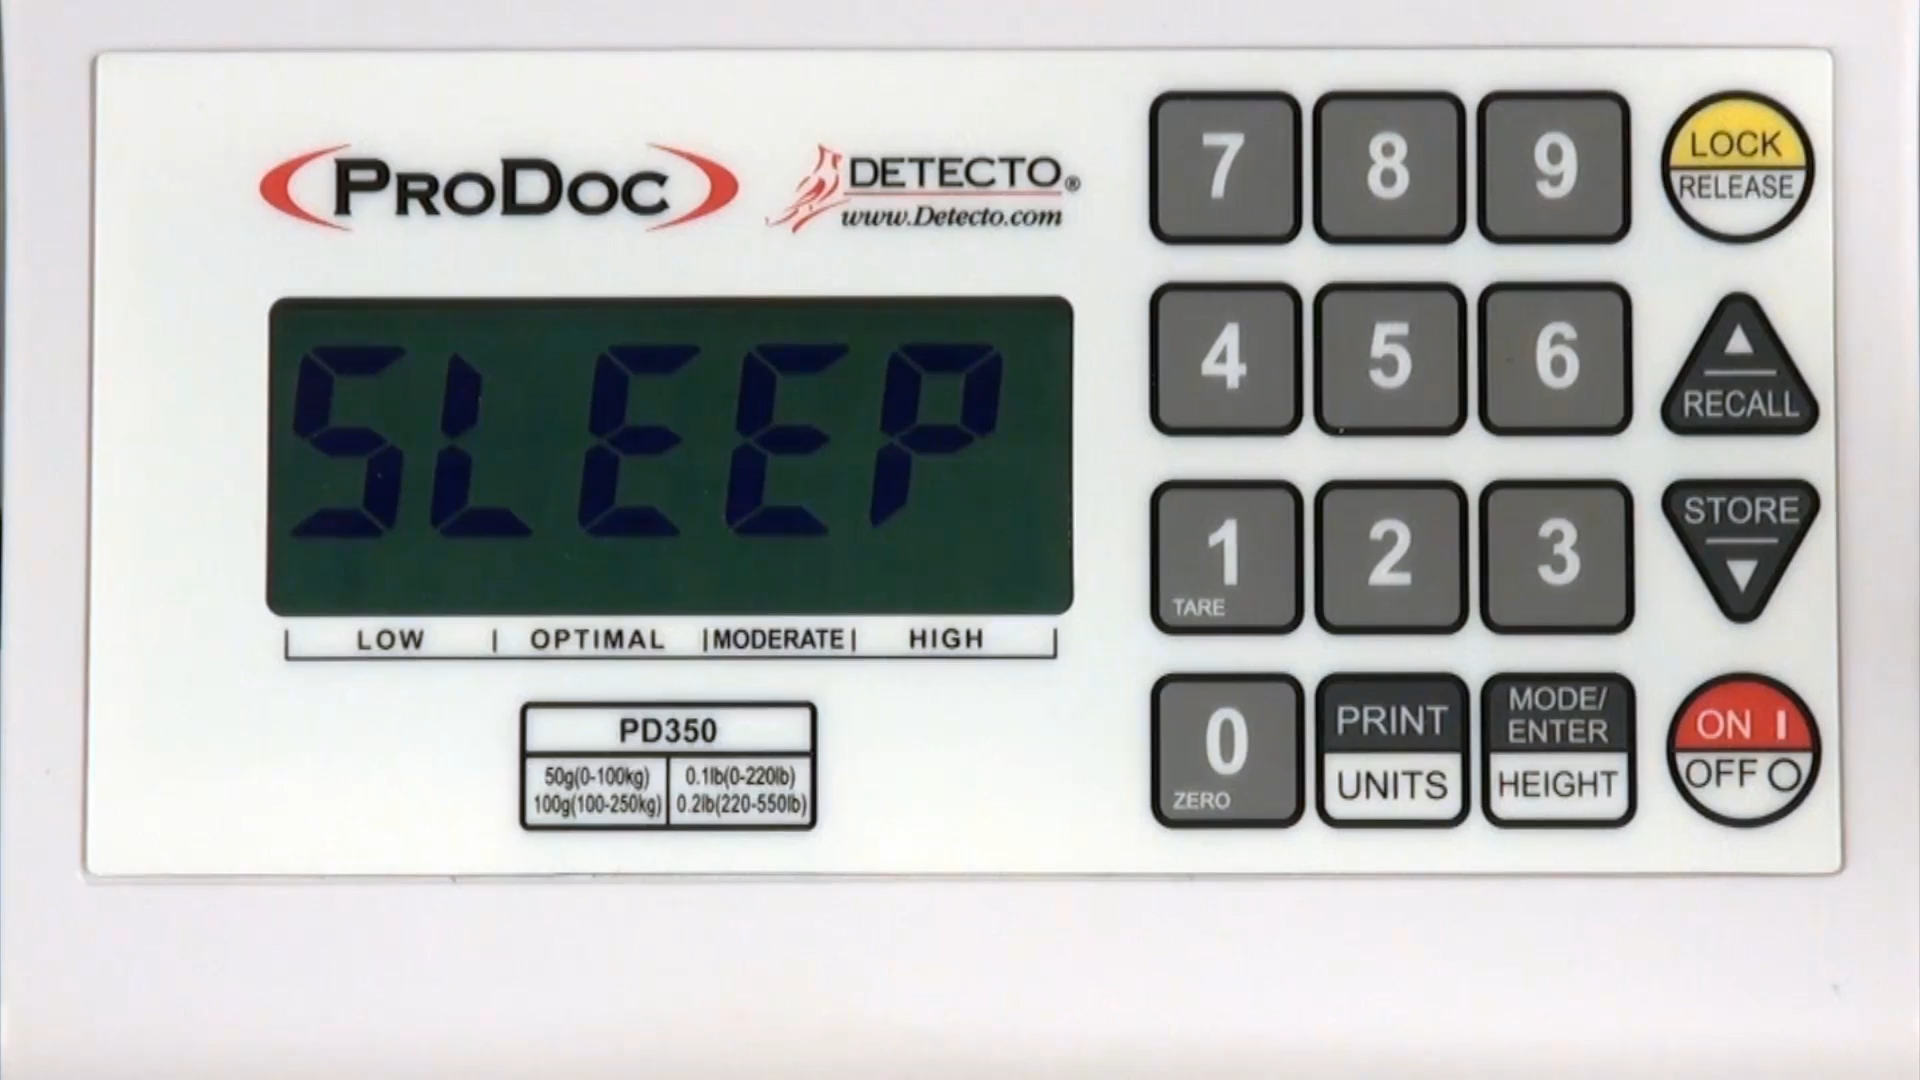 PRODOC
DETECTO®
www.Detecto.com
SLEEP
LOW | OPTIMAL | MODERATE | HIGH
PD350
50g(0-100kg) 0.1lb(0-220lb)
100g(100-250kg) 0.2lb(220-550lb)
7 8 9
LOCK
RELEASE
4 5 6
▲
RECALL
1 2 3
TARE
STORE
▼
0
ZERO
PRINT
UNITS
MODE/
ENTER
HEIGHT
ON I
OFF O